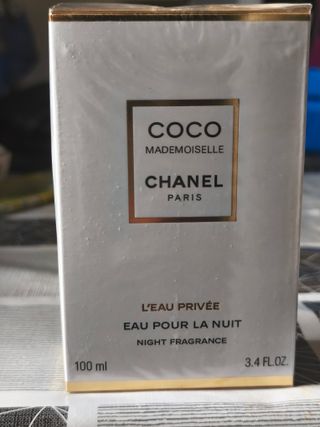 COCO
MADEMOISELLE
CHANEL
PARIS
L'EAU PRIVÉE
EAU POUR LA NUIT
NIGHT FRAGRANCE
100 ml 3.4 FL.OZ.